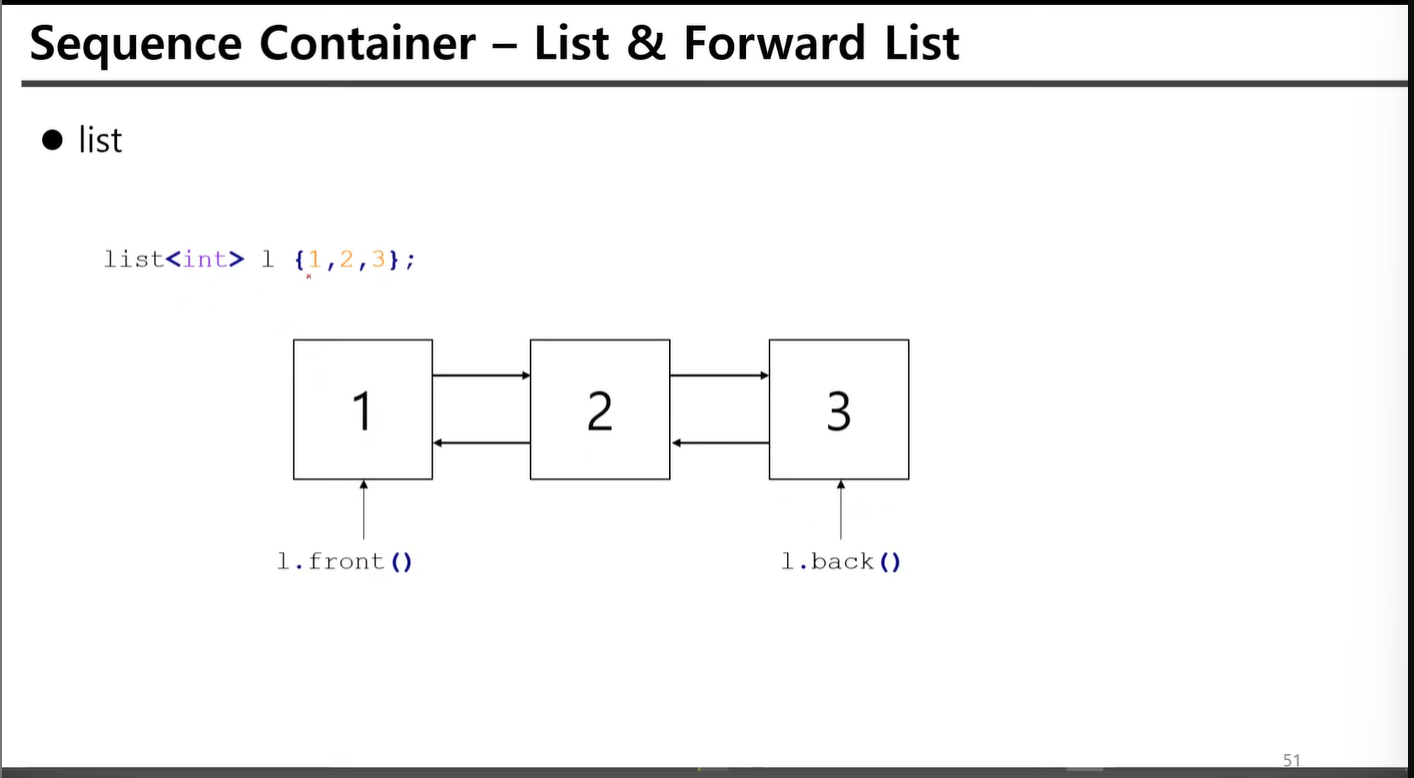 Sequence Container – List & Forward List
● list
list<int> l {1,2,3};
1 2 3
l.front() l.back()
51